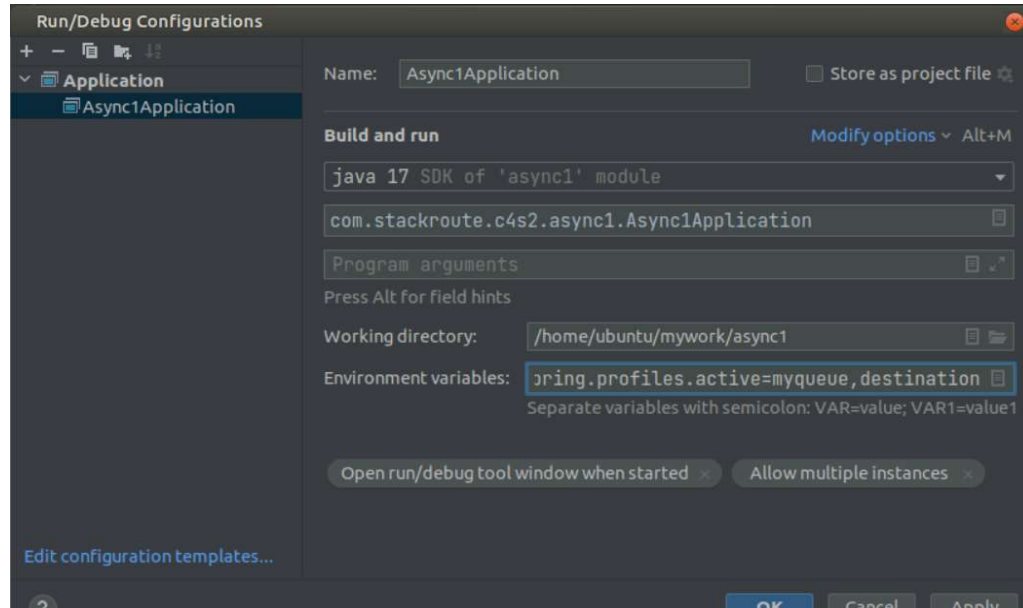 Run/Debug Configurations
Application
Async1Application
Name: Async1Application Store as project file
Build and run Modify options Alt+M
java 17 SDK of 'async1' module
com.stackroute.c4s2.async1.Async1Application
Program arguments
Press Alt for field hints
Working directory: /home/ubuntu/mywork/async1
Environment variables: pring.profiles.active=myqueue,destination
Separate variables with semicolon: VAR=value; VAR1=value1
Open run/debug tool window when started × Allow multiple instances ×
Edit configuration templates...
? OK Cancel Apply